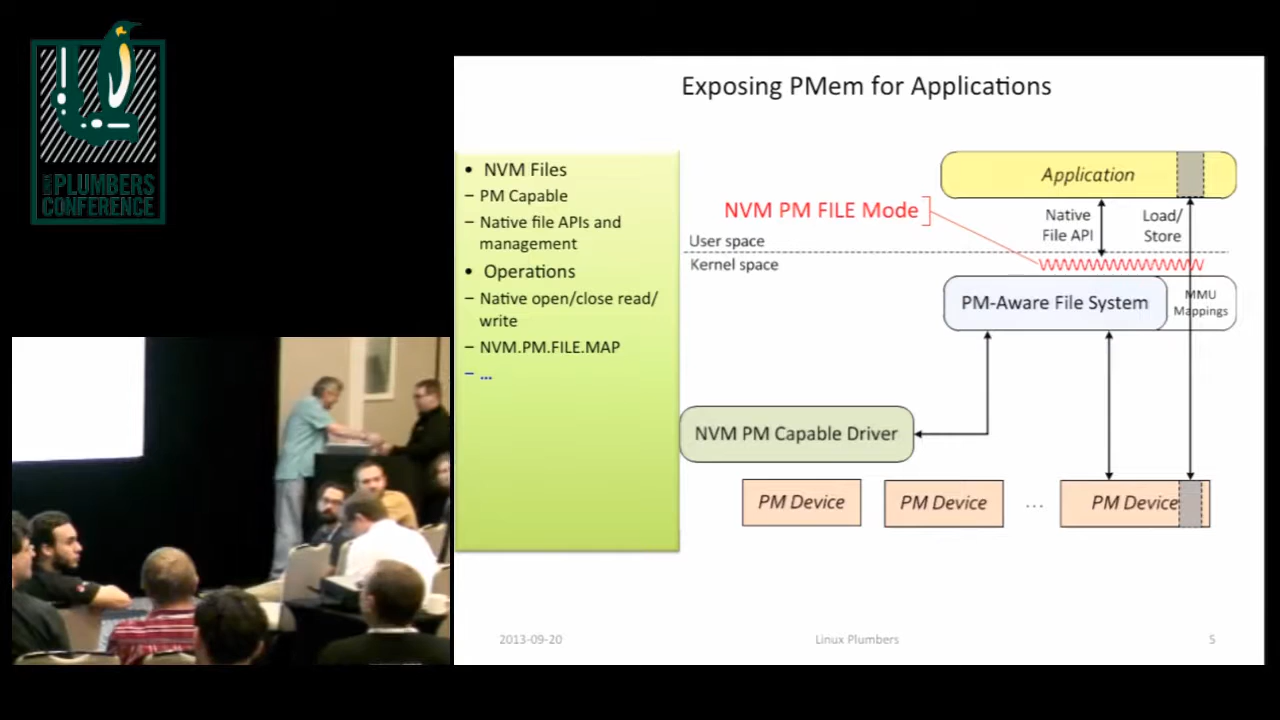 LINUX
PLUMBERS
CONFERENCE
Exposing PMem for Applications
• NVM Files
– PM Capable
– Native file APIs and
management
• Operations
– Native open/close read/
write
– NVM.PM.FILE.MAP
– ...
Application
NVM PM FILE Mode
Native
File API
Load/
Store
User space
Kernel space
PM-Aware File System
MMU
Mappings
NVM PM Capable Driver
PM Device
PM Device
...
PM Device
2013-09-20
Linux Plumbers
5